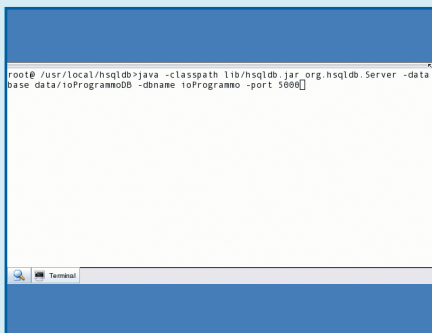 root@ /usr/local/hsqldb>java -classpath lib/hsqldb.jar org.hsqldb.Server -data
base data/ioProgrammoDB -dbname ioProgrammo -port 5000
Terminal